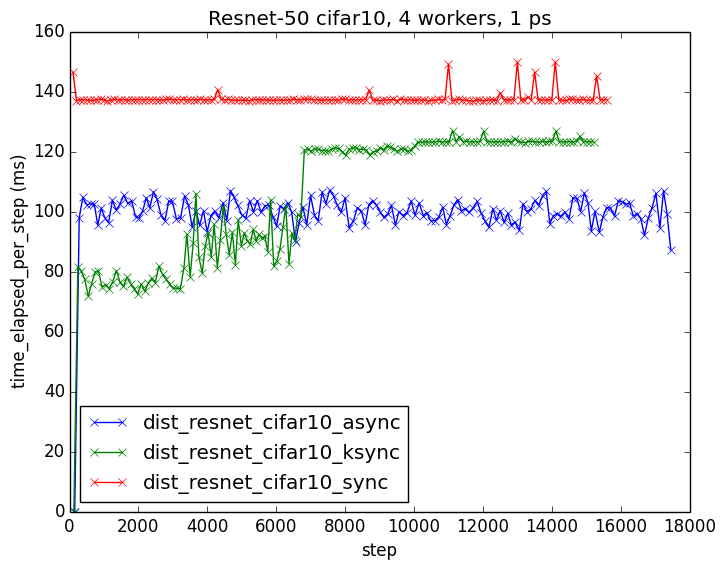 Resnet-50 cifar10, 4 workers, 1 ps
160
140
120
100
80
60
40
20
0
time_elapsed_per_step (ms)
dist_resnet_cifar10_async
dist_resnet_cifar10_ksync
dist_resnet_cifar10_sync
0 2000 4000 6000 8000 10000 12000 14000 16000 18000
step